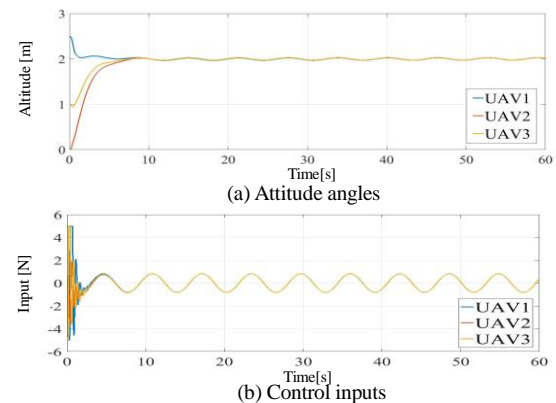 3
2
1
0
Altitude [m]
UAV1
UAV2
UAV3
0 10 20 30 40 50 60
Time[s]
(a) Attitude angles
6
4
2
0
-2
-4
-6
Input [N]
UAV1
UAV2
UAV3
0 10 20 30 40 50 60
Time[s]
(b) Control inputs